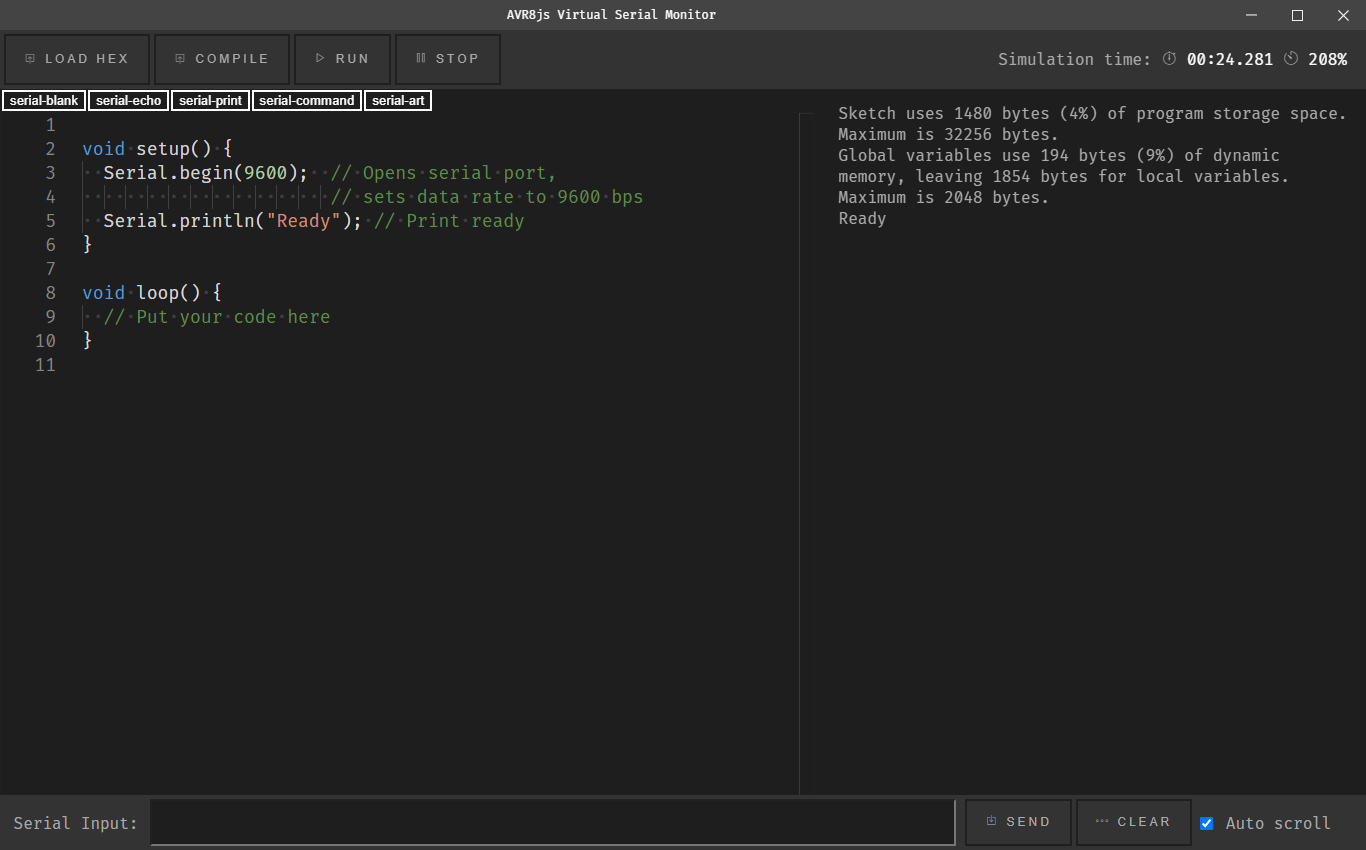 AVR8js Virtual Serial Monitor
LOAD HEX COMPILE RUN STOP Simulation time: 00:24.281 208%
serial-blank serial-echo serial-print serial-command serial-art
1
2 void setup() {
3 Serial.begin(9600); // Opens serial port,
4 // sets data rate to 9600 bps
5 Serial.println("Ready"); // Print ready
6 }
7
8 void loop() {
9 // Put your code here
10 }
11
Sketch uses 1480 bytes (4%) of program storage space.
Maximum is 32256 bytes.
Global variables use 194 bytes (9%) of dynamic
memory, leaving 1854 bytes for local variables.
Maximum is 2048 bytes.
Ready
Serial Input: SEND CLEAR Auto scroll